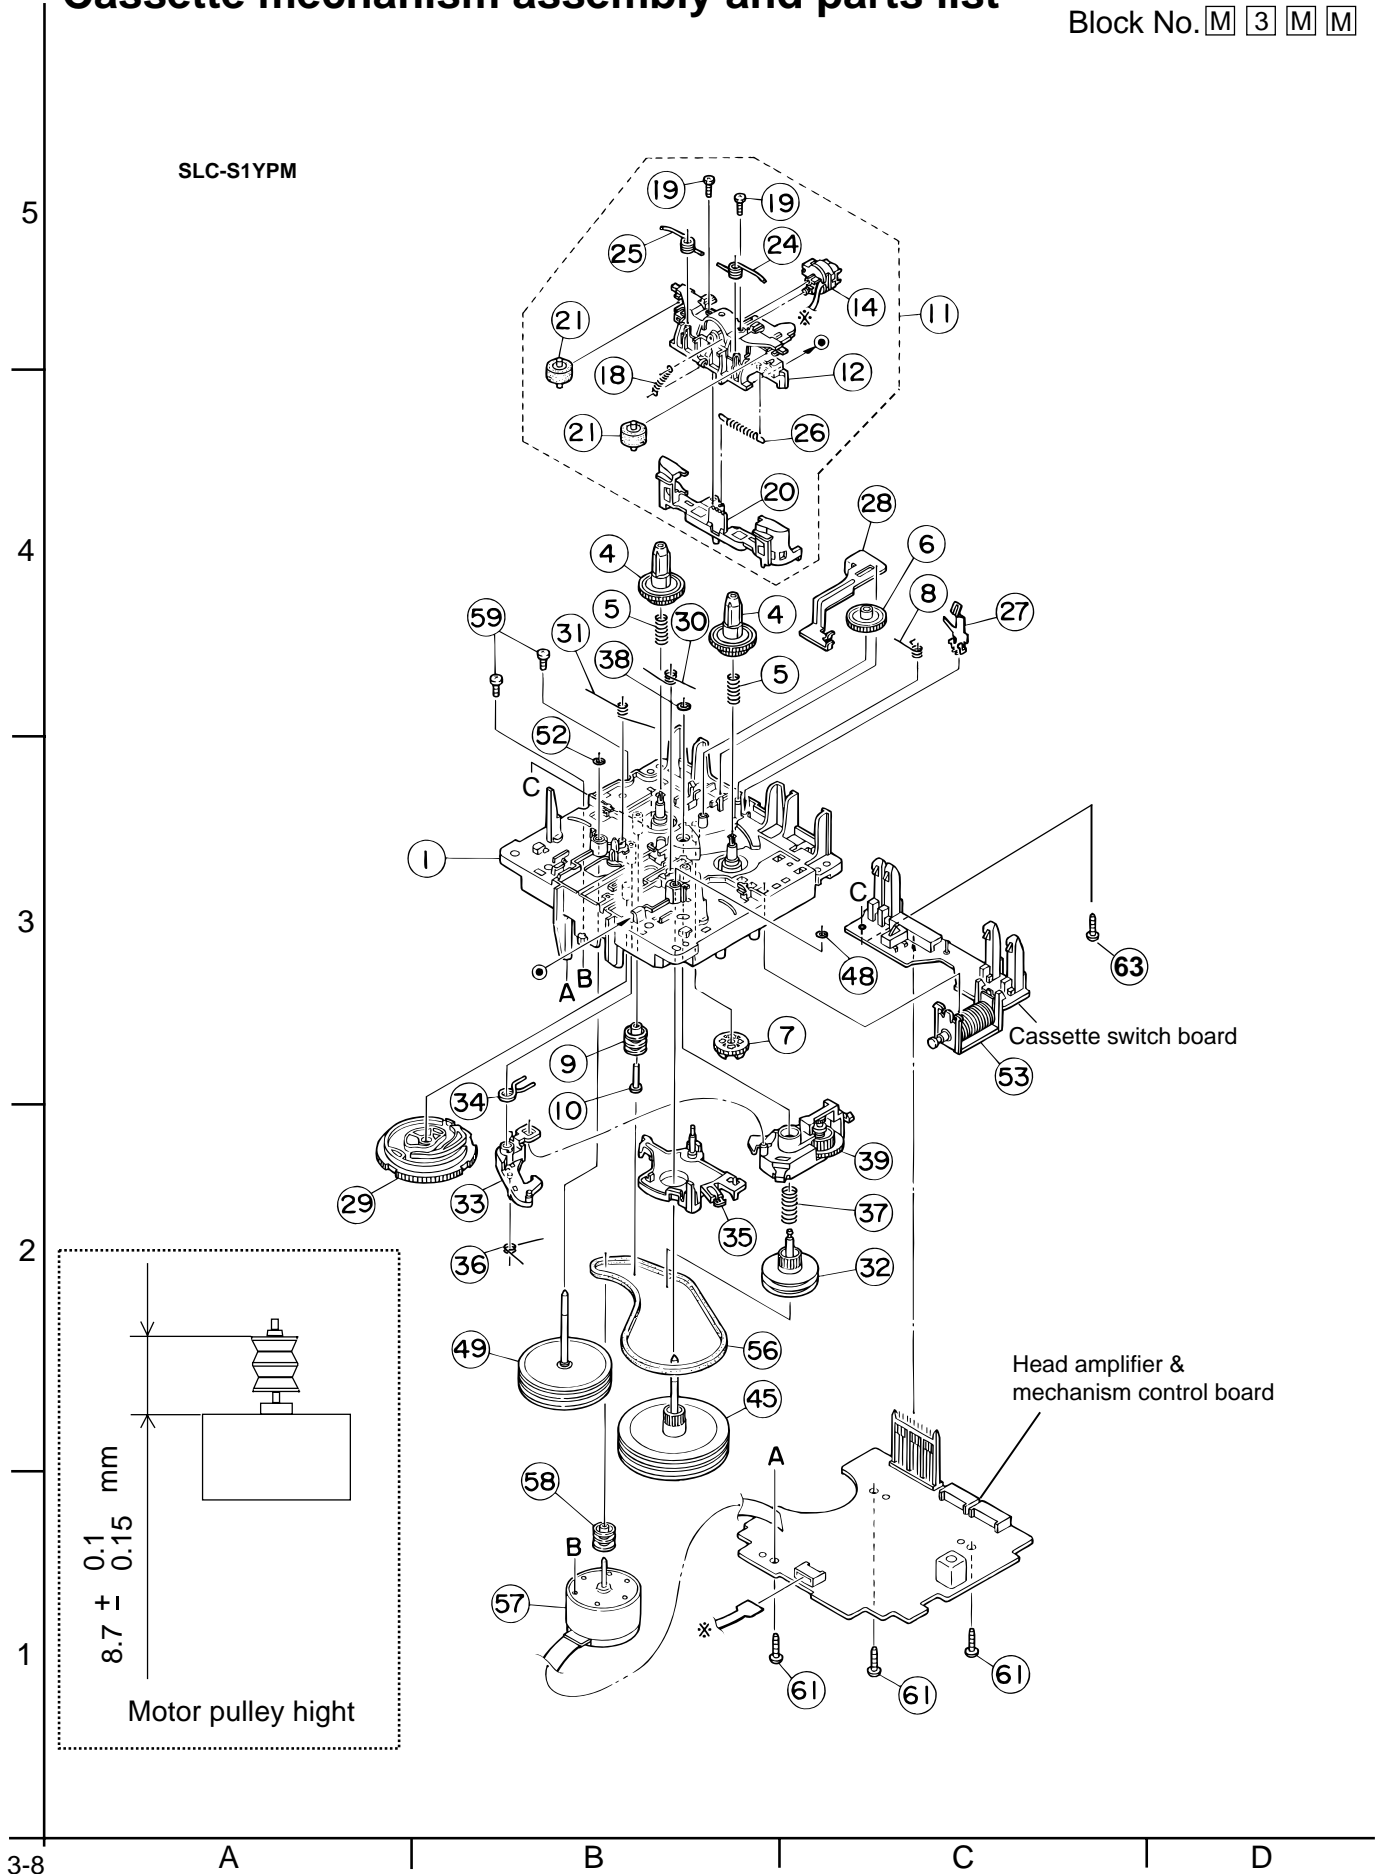 Cassette mechanism assembly and parts list
Block No. M 3 M M
SLC-S1YPM
5
19
19
25
24
14
11
21
※
18
12
21
26
20
28
4
4
6
8
27
5
30
59
31
38
5
52
C
1
C
3
63
48
A
B
7
9
Cassette switch board
53
34
10
39
29
33
37
35
2
36
32
49
56
Head amplifier &
mechanism control board
45
A
58
B
57
※
8.7 ± 0.1
0.15 mm
1
61
61
61
Motor pulley hight
3-8
A
B
C
D